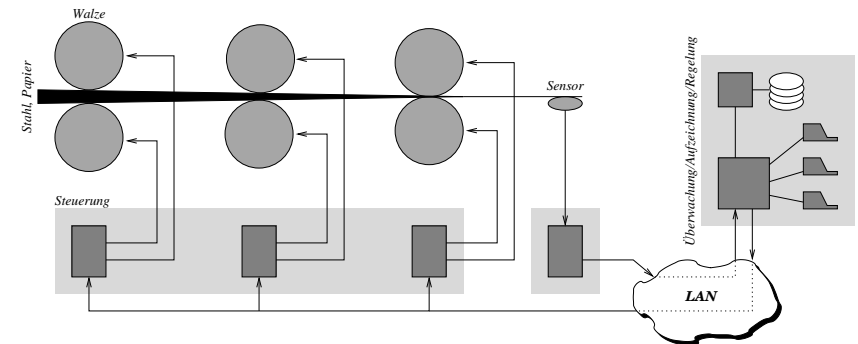 Walze
Stahl, Papier
Sensor
Überwachung/Aufzeichnung/Regelung
Steuerung
LAN